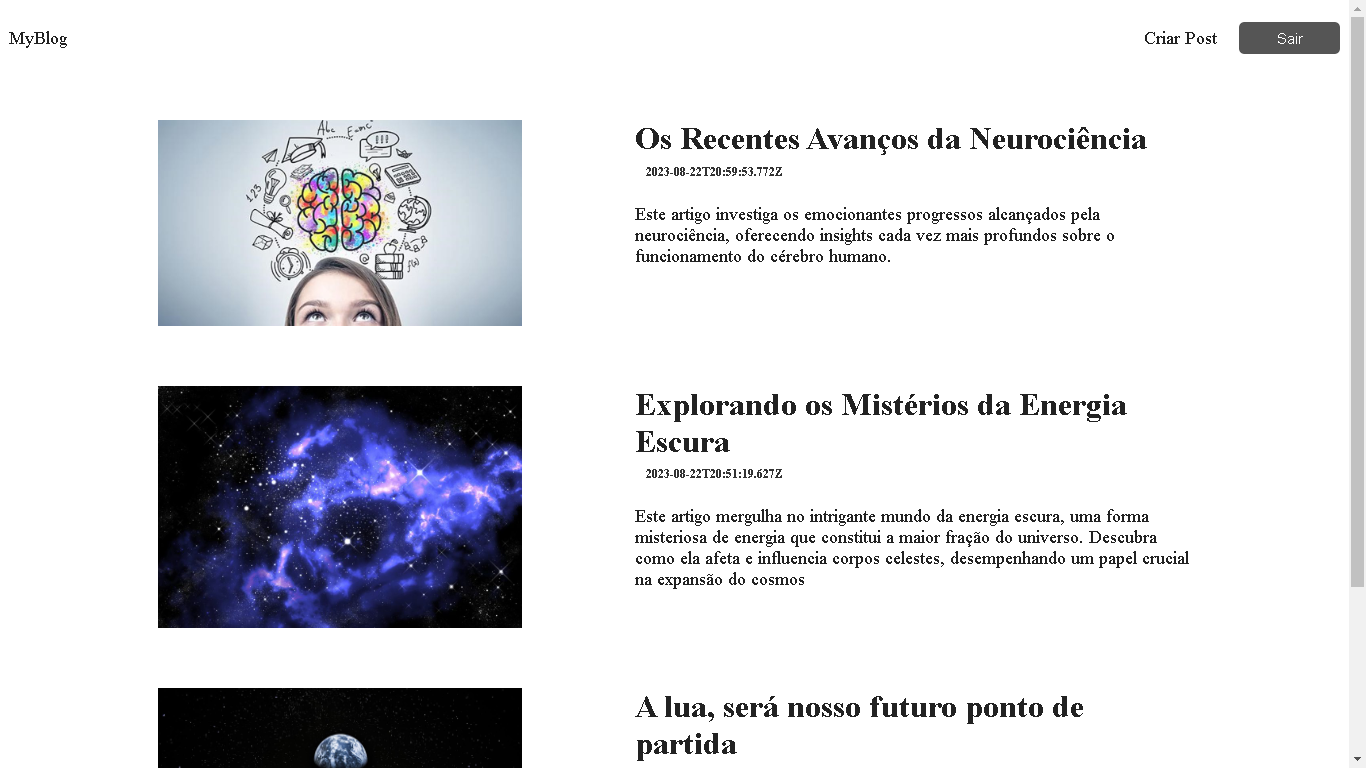 MyBlog
Criar Post
Sair
Abc
E=mc²
123
f(x)
Os Recentes Avanços da Neurociência
2023-08-22T20:59:53.772Z
Este artigo investiga os emocionantes progressos alcançados pela
neurociência, oferecendo insights cada vez mais profundos sobre o
funcionamento do cérebro humano.
Explorando os Mistérios da Energia
Escura
2023-08-22T20:51:19.627Z
Este artigo mergulha no intrigante mundo da energia escura, uma forma
misteriosa de energia que constitui a maior fração do universo. Descubra
como ela afeta e influencia corpos celestes, desempenhando um papel crucial
na expansão do cosmos
A lua, será nosso futuro ponto de
partida